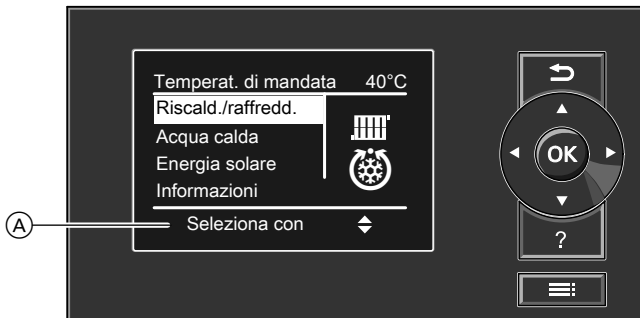 Temperat. di mandata 40°C
Riscald./raffredd.
Acqua calda
Energia solare
Informazioni
Seleziona con
A
OK
?